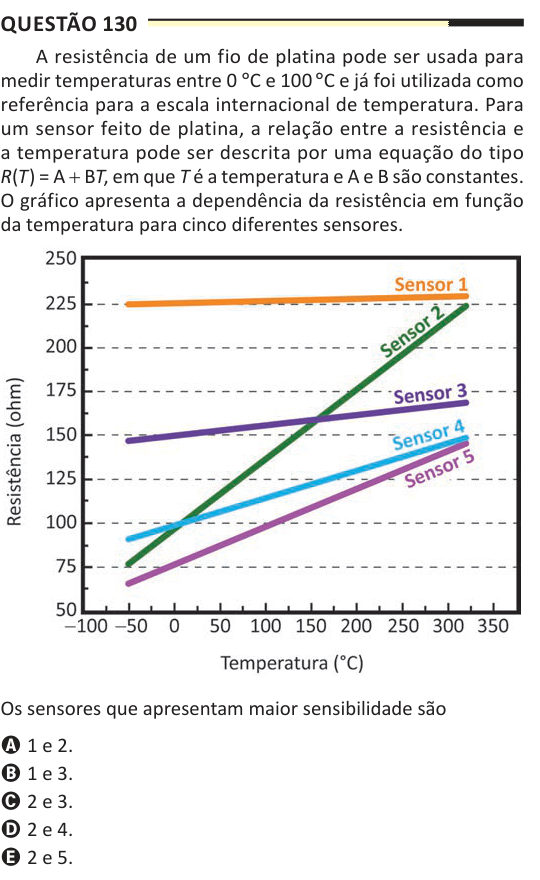 QUESTÃO 130
A resistência de um fio de platina pode ser usada para
medir temperaturas entre 0 °C e 100 °C e já foi utilizada como
referência para a escala internacional de temperatura. Para
um sensor feito de platina, a relação entre a resistência e
a temperatura pode ser descrita por uma equação do tipo
R(T) = A + BT, em que T é a temperatura e A e B são constantes.
O gráfico apresenta a dependência da resistência em função
da temperatura para cinco diferentes sensores.
250
225
200
175
150
125
100
75
50
Resistência (ohm)
Sensor 1
Sensor 2
Sensor 3
Sensor 4
Sensor 5
−100 −50 0 50 100 150 200 250 300 350
Temperatura (°C)
Os sensores que apresentam maior sensibilidade são
A 1 e 2.
B 1 e 3.
C 2 e 3.
D 2 e 4.
E 2 e 5.